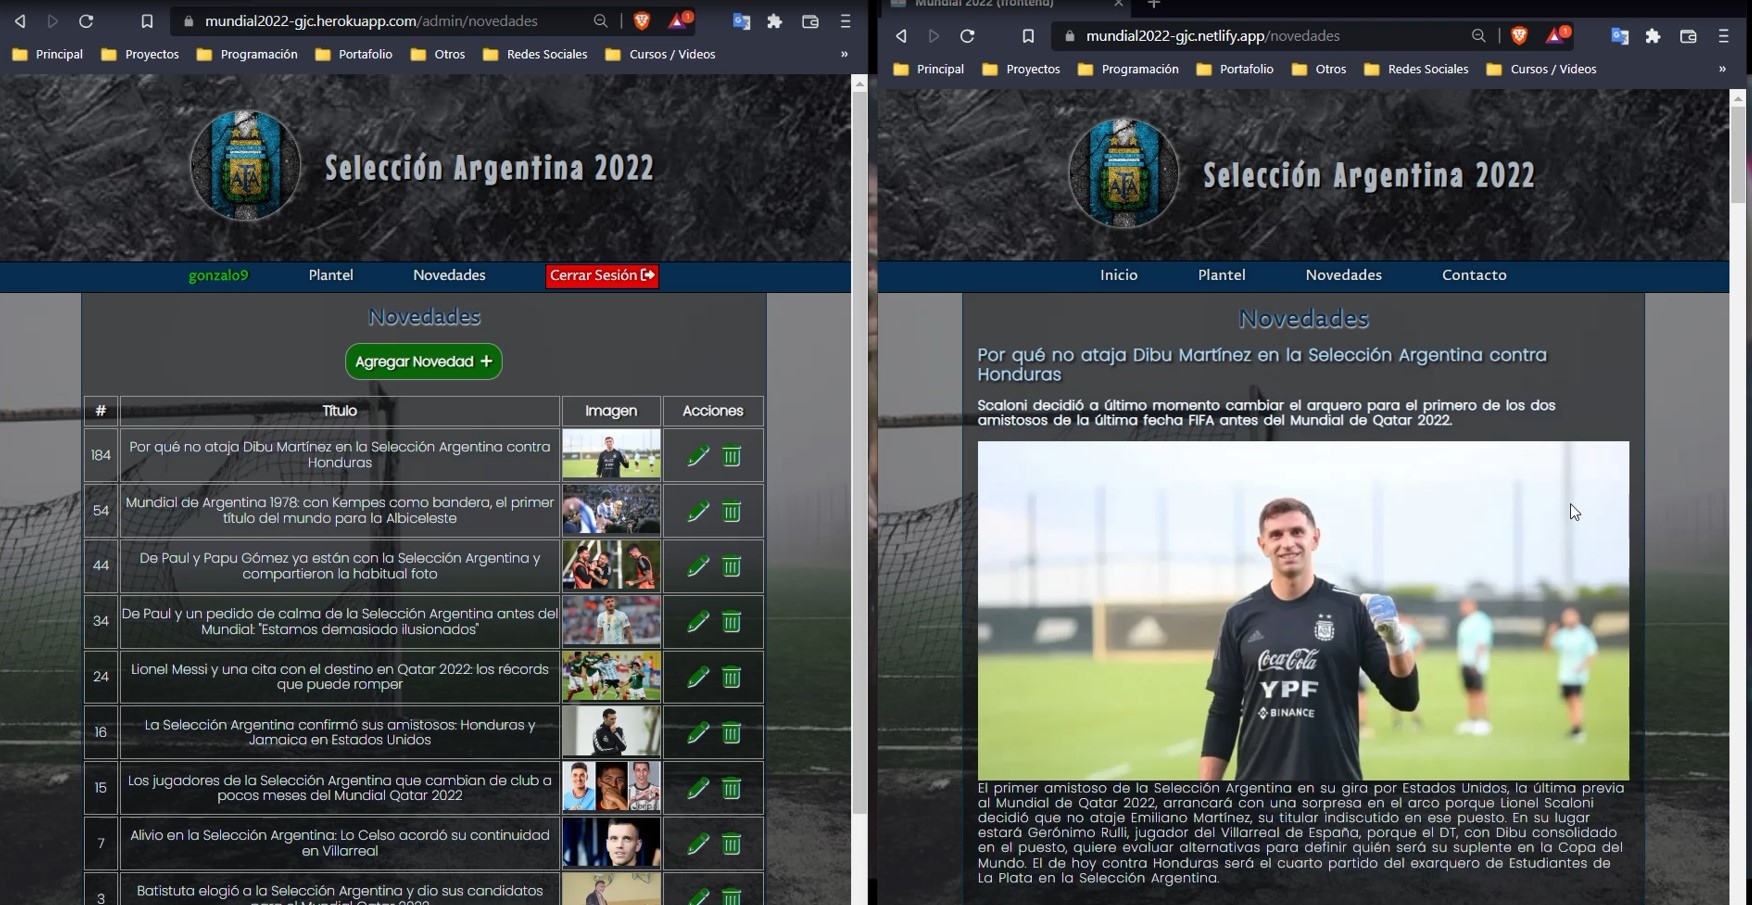 mundial2022-gjc.herokuapp.com/admin/novedades
1
Principal
Proyectos
Programación
Portafolio
Otros
Redes Sociales
Cursos / Videos
»
Selección Argentina 2022
gonzalo9
Plantel
Novedades
Cerrar Sesión
Novedades
Agregar Novedad +
# Título Imagen Acciones
184 Por qué no ataja Dibu Martínez en la Selección Argentina contra
Honduras
54 Mundial de Argentina 1978: con Kempes como bandera, el primer
título del mundo para la Albiceleste
44 De Paul y Papu Gómez ya están con la Selección Argentina y
compartieron la habitual foto
34 De Paul y un pedido de calma de la Selección Argentina antes del
Mundial: "Estamos demasiado ilusionados"
24 Lionel Messi y una cita con el destino en Qatar 2022: los récords
que puede romper
16 La Selección Argentina confirmó sus amistosos: Honduras y
Jamaica en Estados Unidos
15 Los jugadores de la Selección Argentina que cambian de club a
pocos meses del Mundial Qatar 2022
7 Alivio en la Selección Argentina: Lo Celso acordó su continuidad
en Villarreal
3 Batistuta elogió a la Selección Argentina y dio sus candidatos
para el Mundial Qatar 2022
Mundial 2022 (frontend)
mundial2022-gjc.netlify.app/novedades
1
Principal
Proyectos
Programación
Portafolio
Otros
Redes Sociales
Cursos / Videos
»
AFA
Selección Argentina 2022
Inicio
Plantel
Novedades
Contacto
Novedades
Por qué no ataja Dibu Martínez en la Selección Argentina contra
Honduras
Scaloni decidió a último momento cambiar el arquero para el primero de los dos
amistosos de la última fecha FIFA antes del Mundial de Qatar 2022.
Coca-Cola
YPF
BINANCE
El primer amistoso de la Selección Argentina en su gira por Estados Unidos, la última previa
al Mundial de Qatar 2022, arrancará con una sorpresa en el arco porque Lionel Scaloni
decidió que no ataje Emiliano Martínez, su titular indiscutido en ese puesto. En su lugar
estará Gerónimo Rulli, jugador del Villarreal de España, porque el DT, con Dibu consolidado
en el puesto, quiere evaluar alternativas para definir quién será su suplente en la Copa del
Mundo. El de hoy contra Honduras será el cuarto partido del exarquero de Estudiantes de
La Plata en la Selección Argentina.